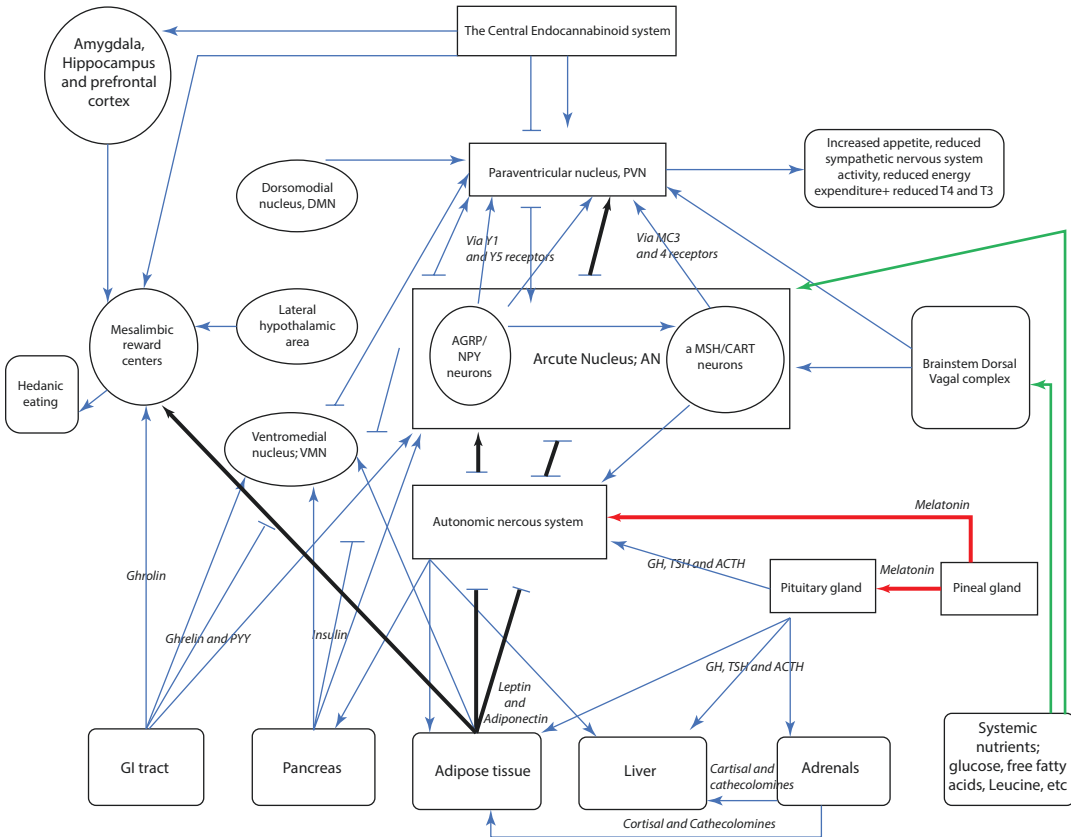 The Central Endocannabinoid system
Amygdala,
Hippocampus
and prefrontal
cortex
Increased appetite, reduced
sympathetic nervous system
activity, reduced energy
expenditure+ reduced T4 and T3
Paraventricular nucleus, PVN
Dorsomodial
nucleus, DMN
Via Y1
and Y5 receptors
Via MC3
and 4 receptors
Mesalimbic
reward
centers
Lateral
hypothalamic
area
AGRP/
NPY
neurons
Arcute Nucleus; AN
a MSH/CART
neurons
Brainstem Dorsal
Vagal complex
Hedanic
eating
Ventromedial
nucleus; VMN
Autonomic nercous system
Melatonin
GH, TSH and ACTH
Melatonin
Pituitary gland
Pineal gland
Ghrolin
Ghrelin and PYY
Insulin
Leptin
and
Adiponectin
GH, TSH and ACTH
GI tract
Pancreas
Adipose tissue
Liver
Cartisal and
cathecolomines
Adrenals
Systemic
nutrients;
glucose, free fatty
acids, Leucine, etc
Cortisol and Cathecolomines